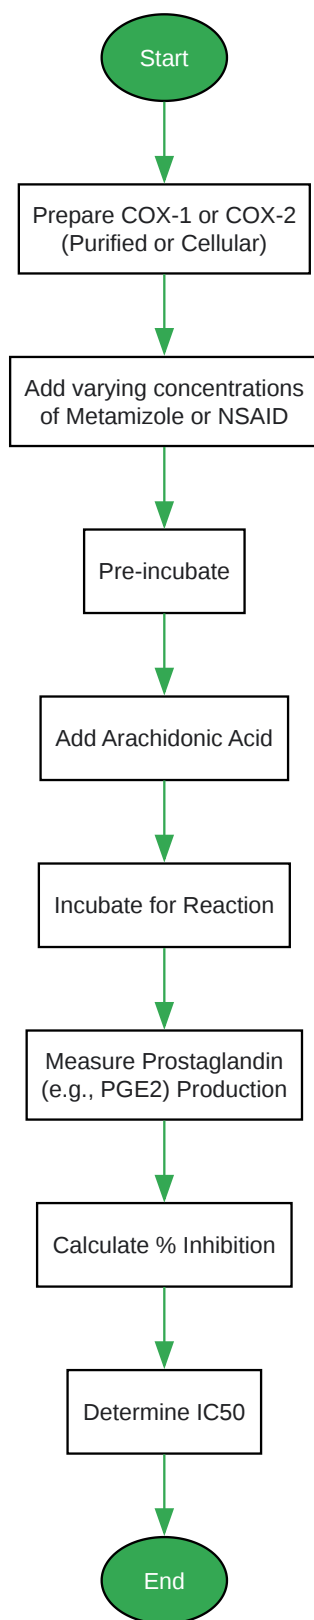 Start
Prepare COX-1 or COX-2
(Purified or Cellular)
Add varying concentrations
of Metamizole or NSAID
Pre-incubate
Add Arachidonic Acid
Incubate for Reaction
Measure Prostaglandin
(e.g., PGE2) Production
Calculate % Inhibition
Determine IC50
End